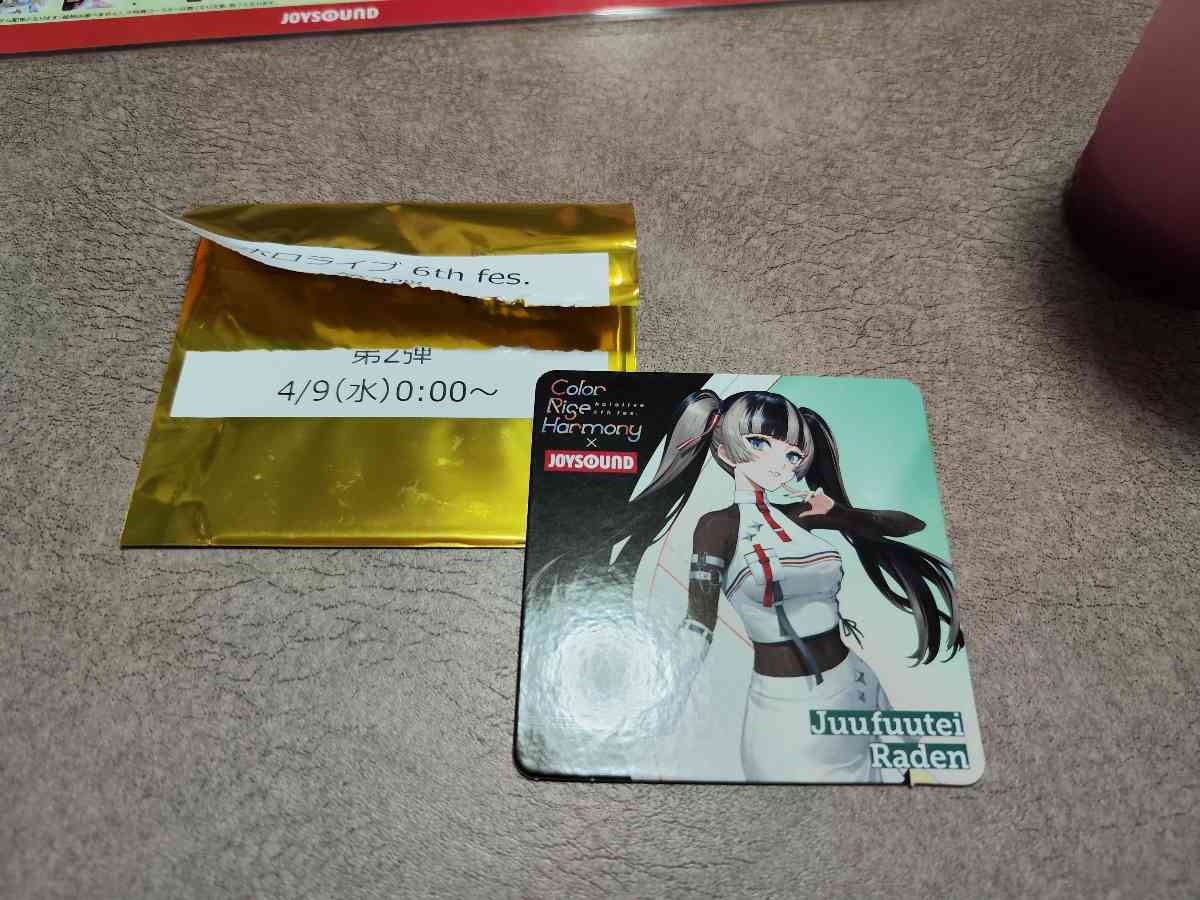 JOYSOUND
ホロライブ 6th fes.
第2弾
4/9(水)0:00~
Color
Rise
hololive
6th fes.
Harmony
×
JOYSOUND
Juufuutei
Raden